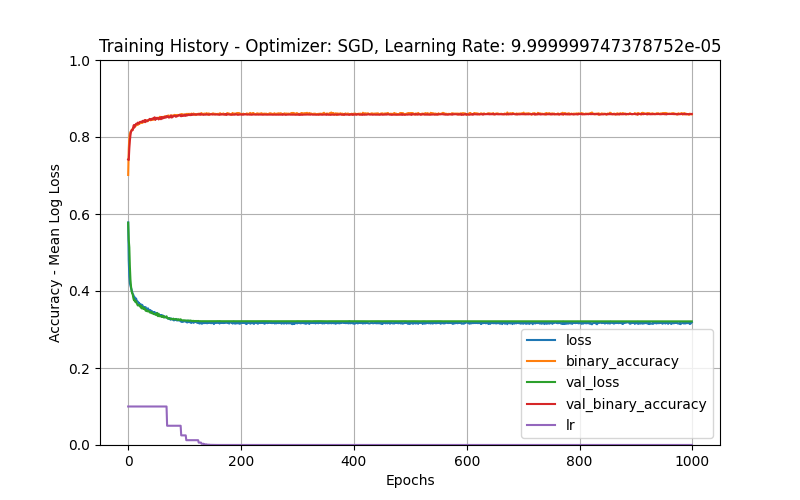 Training History - Optimizer: SGD, Learning Rate: 9.999999747378752e-05
1.0
0.8
0.6
0.4
0.2
0.0
Accuracy - Mean Log Loss
loss
binary_accuracy
val_loss
val_binary_accuracy
lr
0 200 400 600 800 1000
Epochs